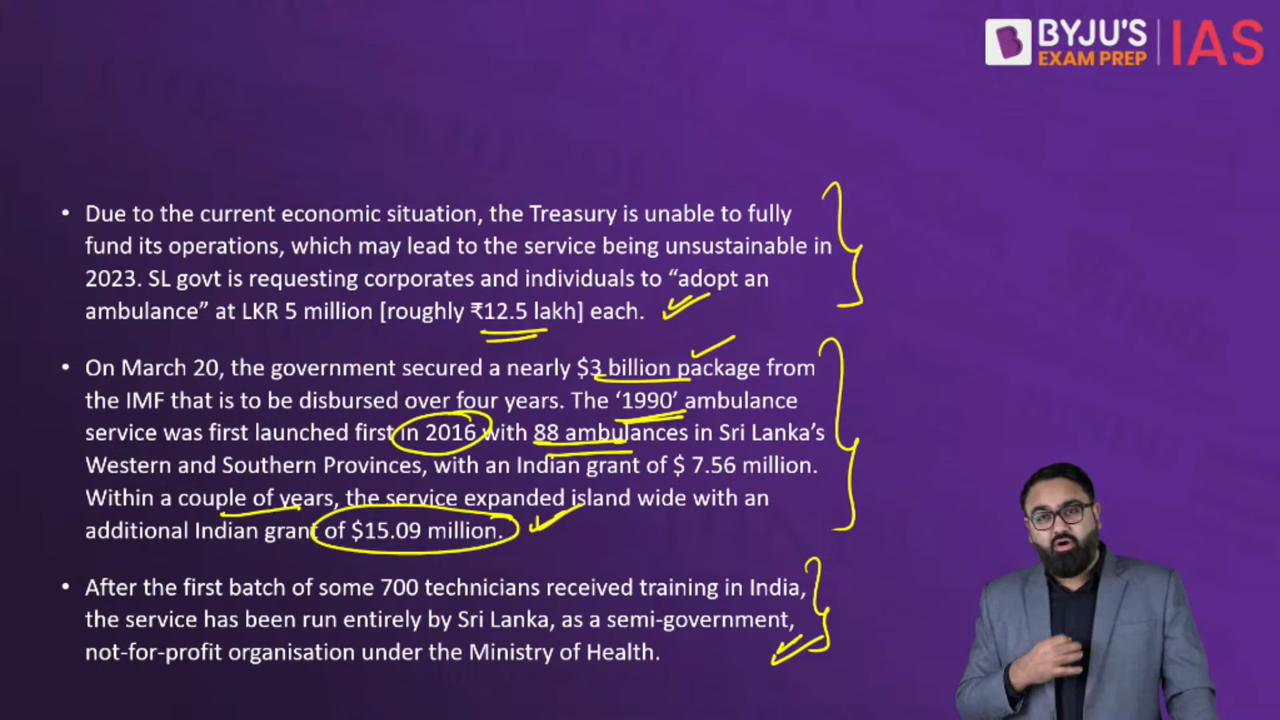 BYJU'S
EXAM PREP
IAS
• Due to the current economic situation, the Treasury is unable to fully
fund its operations, which may lead to the service being unsustainable in
2023. SL govt is requesting corporates and individuals to “adopt an
ambulance” at LKR 5 million [roughly ₹12.5 lakh] each.
• On March 20, the government secured a nearly $3 billion package from
the IMF that is to be disbursed over four years. The ‘1990’ ambulance
service was first launched first in 2016 with 88 ambulances in Sri Lanka’s
Western and Southern Provinces, with an Indian grant of $ 7.56 million.
Within a couple of years, the service expanded island wide with an
additional Indian grant of $15.09 million.
• After the first batch of some 700 technicians received training in India,
the service has been run entirely by Sri Lanka, as a semi-government,
not-for-profit organisation under the Ministry of Health.